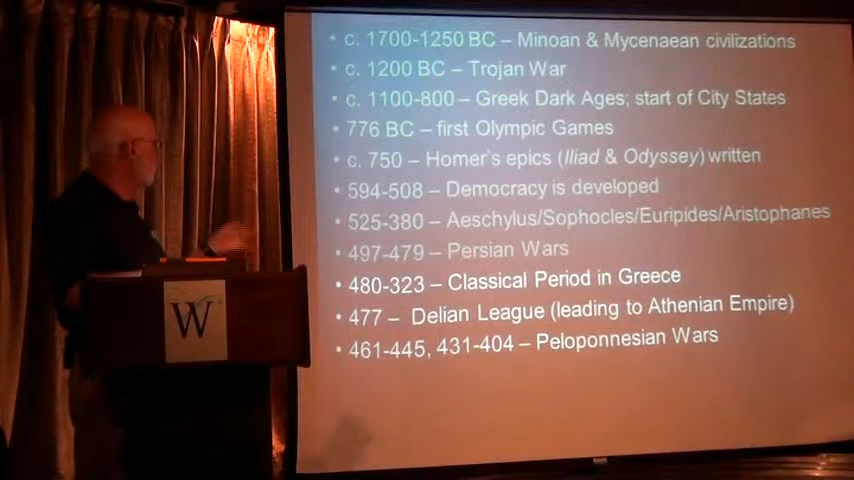 • c. 1700-1250 BC – Minoan & Mycenaean civilizations
• c. 1200 BC – Trojan War
• c. 1100-800 – Greek Dark Ages; start of City States
• 776 BC – first Olympic Games
• c. 750 – Homer's epics (Iliad & Odyssey) written
• 594-508 – Democracy is developed
• 525-380 – Aeschylus/Sophocles/Euripides/Aristophanes
• 497-479 – Persian Wars
• 480-323 – Classical Period in Greece
• 477 – Delian League (leading to Athenian Empire)
• 461-445, 431-404 – Peloponnesian Wars
W